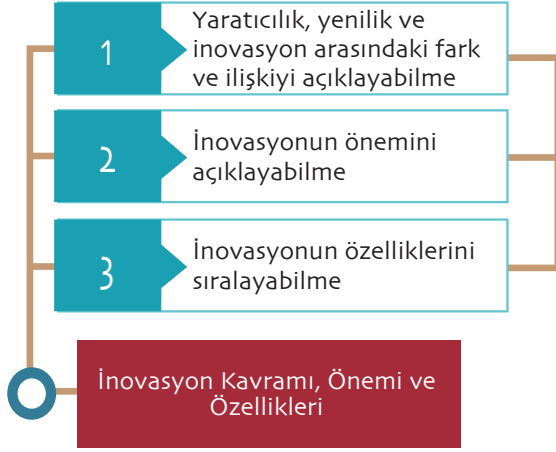 1
Yaratıcılık, yenilik ve
inovasyon arasındaki fark
ve ilişkiyi açıklayabilme
2
İnovasyonun önemini
açıklayabilme
3
İnovasyonun özelliklerini
sıralayabilme
İnovasyon Kavramı, Önemi ve
Özellikleri